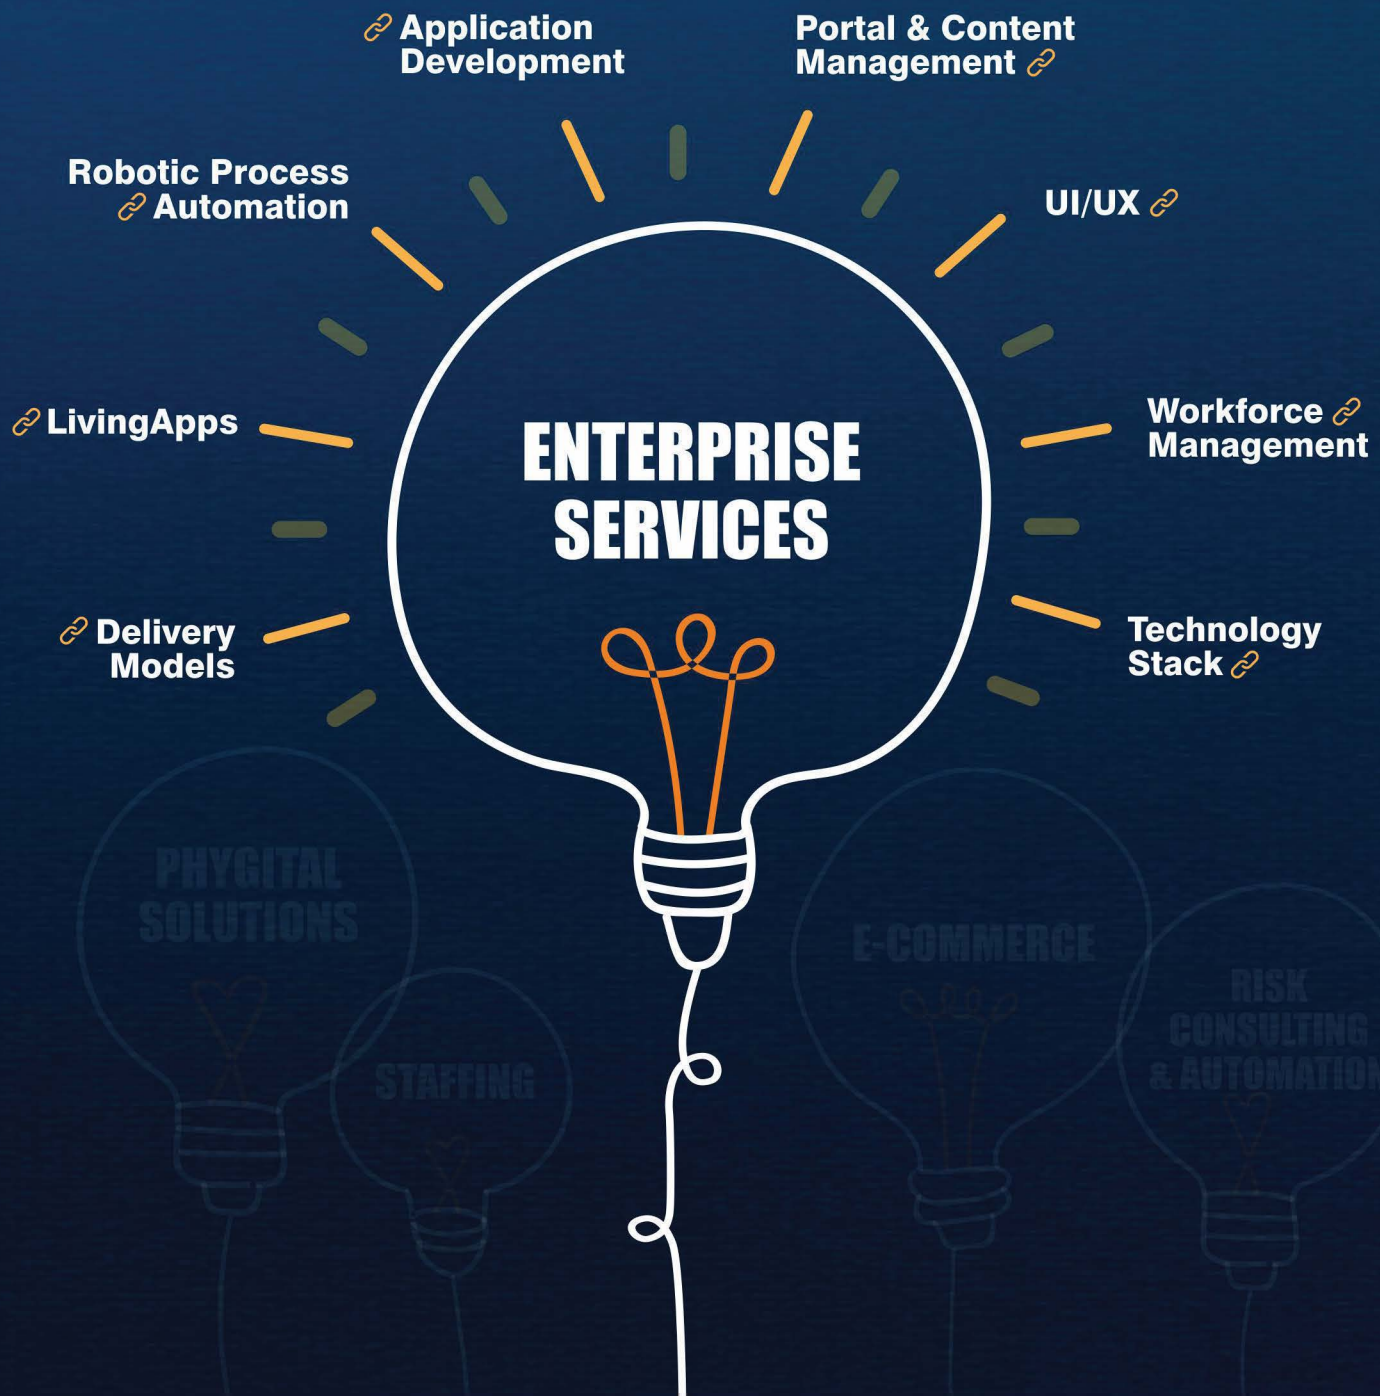 Application
Development
Portal & Content
Management
Robotic Process
Automation
UI/UX
LivingApps
Workforce
Management
ENTERPRISE
SERVICES
Delivery
Models
Technology
Stack
PHYGITAL
SOLUTIONS
STAFFING
E-COMMERCE
RISK
CONSULTING
& AUTOMATION